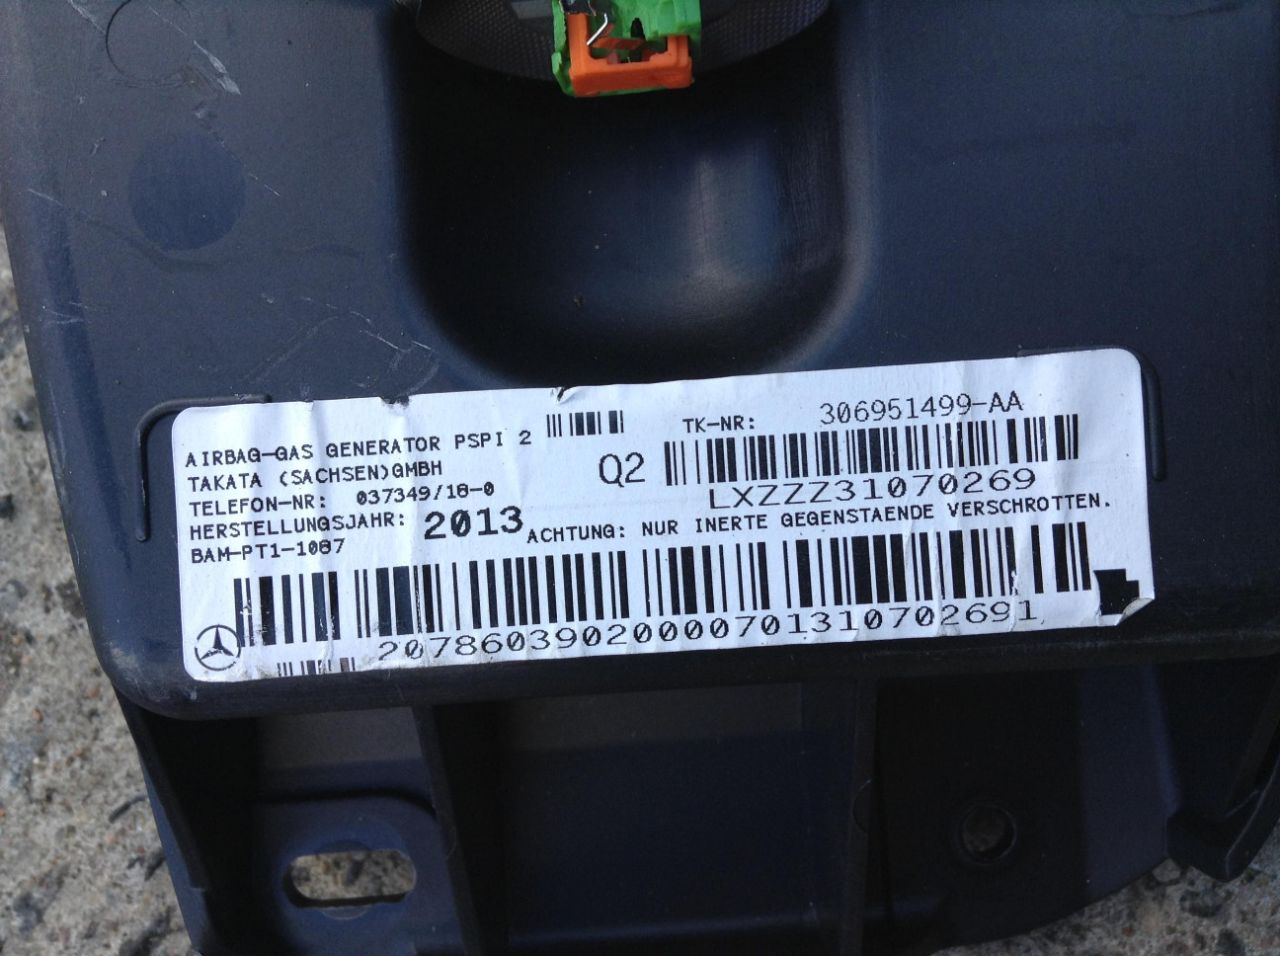 AIRBAG-GAS GENERATOR PSPI 2
TAKATA (SACHSEN)GMBH
TELEFON-NR: 037349/18-0
HERSTELLUNGSJAHR: 2013
BAM-PT1-1087
TK-NR: 306951499-AA
Q2
LXZZZ31070269
ACHTUNG: NUR INERTE GEGENSTAENDE VERSCHROTTEN.
20786039020000701310702691